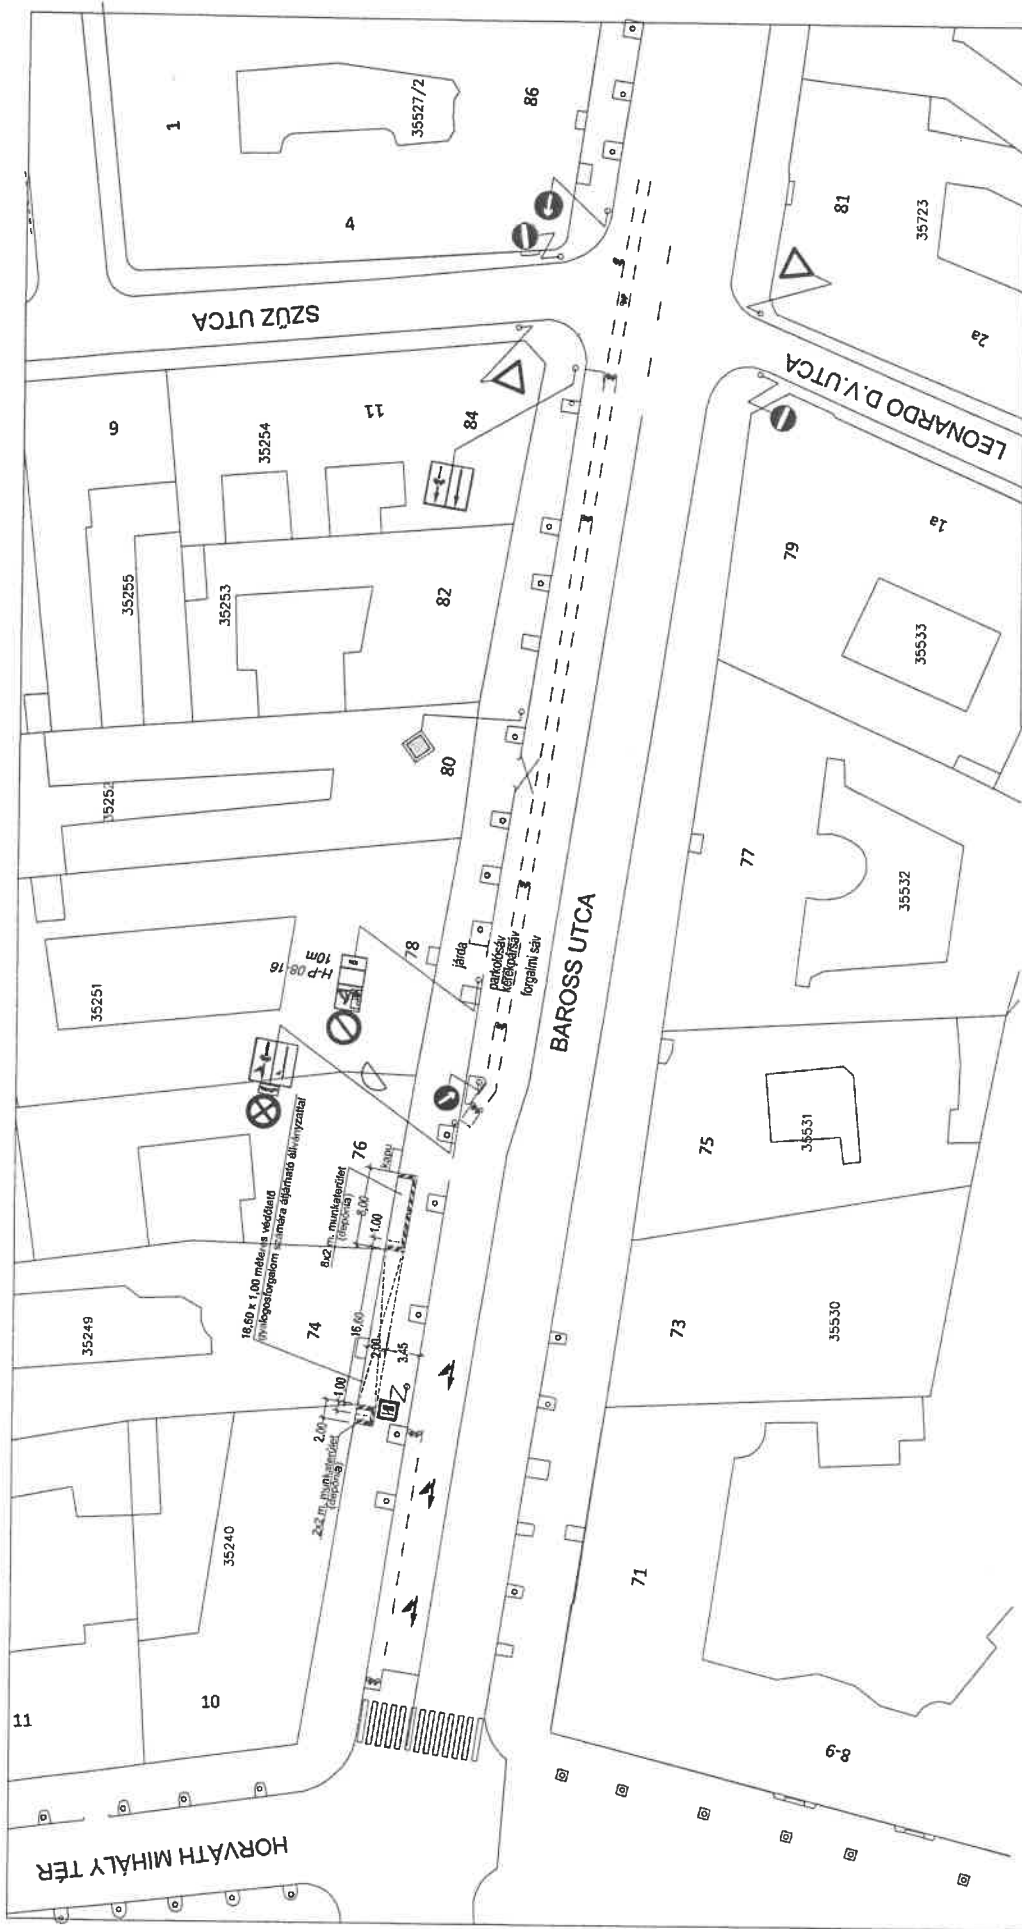 1
35527/2
86
4
SZŰZ UTCA
81
35723
2a
LEONARDO D.V.UTCA
9
11
35254
84
35255
35253
82
79
1a
35533
35252
80
77
35532
H-P 08-16
10m
78
járda
parkolósáv
kerékpársáv
forgalmi sáv
BAROSS UTCA
35251
76
kapu
75
35531
18,60 x 1,00 méteres védőtető
gyalogosforgalom számára átjárható állványzattal
8x2 m. munkaterület
(depónia)
8,00
1.00
35249
74
16,60
2.00
3.45
73
35530
1.00
2.00
2x2 m. munkaterület
(depónia)
35240
71
11
10
8-9
HORVÁTH MIHÁLY TÉR